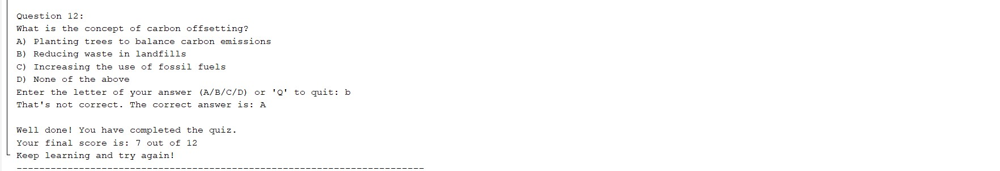 Question 12:
What is the concept of carbon offsetting?
A) Planting trees to balance carbon emissions
B) Reducing waste in landfills
C) Increasing the use of fossil fuels
D) None of the above
Enter the letter of your answer (A/B/C/D) or 'Q' to quit: b
That's not correct. The correct answer is: A
Well done! You have completed the quiz.
Your final score is: 7 out of 12
Keep learning and try again!
------------------------------------------------------------------------